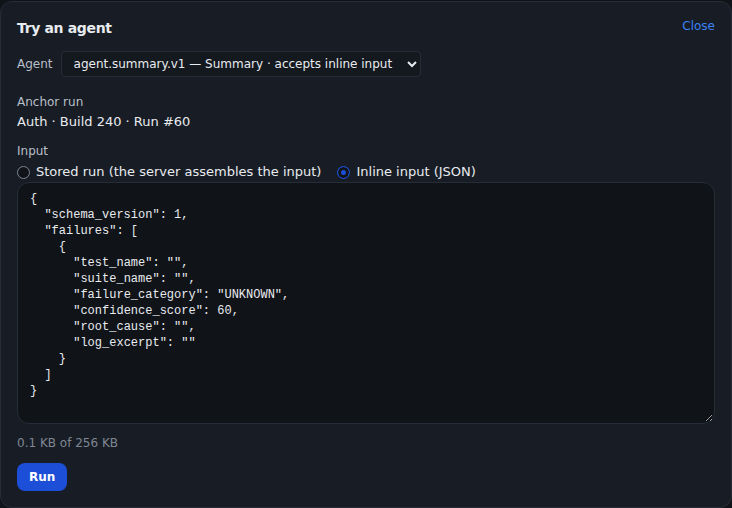 Try an agent
Close
Agent
agent.summary.v1 — Summary · accepts inline input
Anchor run
Auth · Build 240 · Run #60
Input
Stored run (the server assembles the input)
Inline input (JSON)
{
  "schema_version": 1,
  "failures": [
    {
      "test_name": "",
      "suite_name": "",
      "failure_category": "UNKNOWN",
      "confidence_score": 60,
      "root_cause": "",
      "log_excerpt": ""
    }
  ]
}
0.1 KB of 256 KB
Run